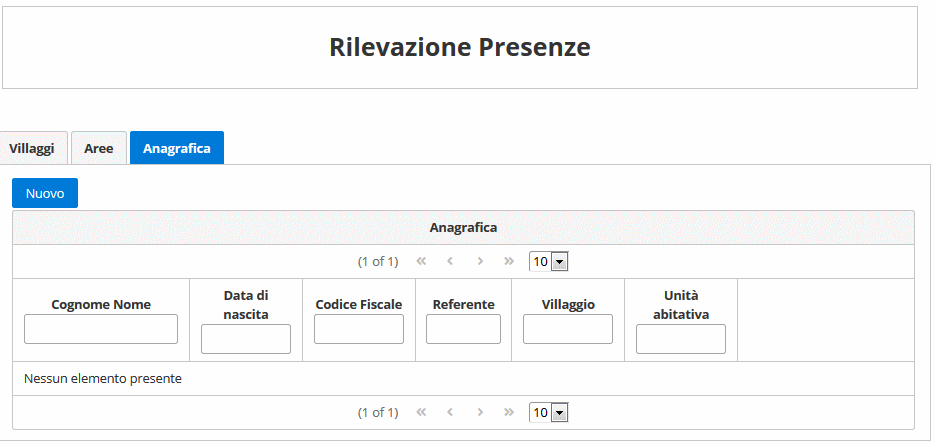 Rilevazione Presenze
Villaggi Aree Anagrafica
Nuovo
Anagrafica
(1 of 1) « ‹ › » 10
Cognome Nome
Data di
nascita
Codice Fiscale
Referente
Villaggio
Unità
abitativa
Nessun elemento presente
(1 of 1) « ‹ › » 10